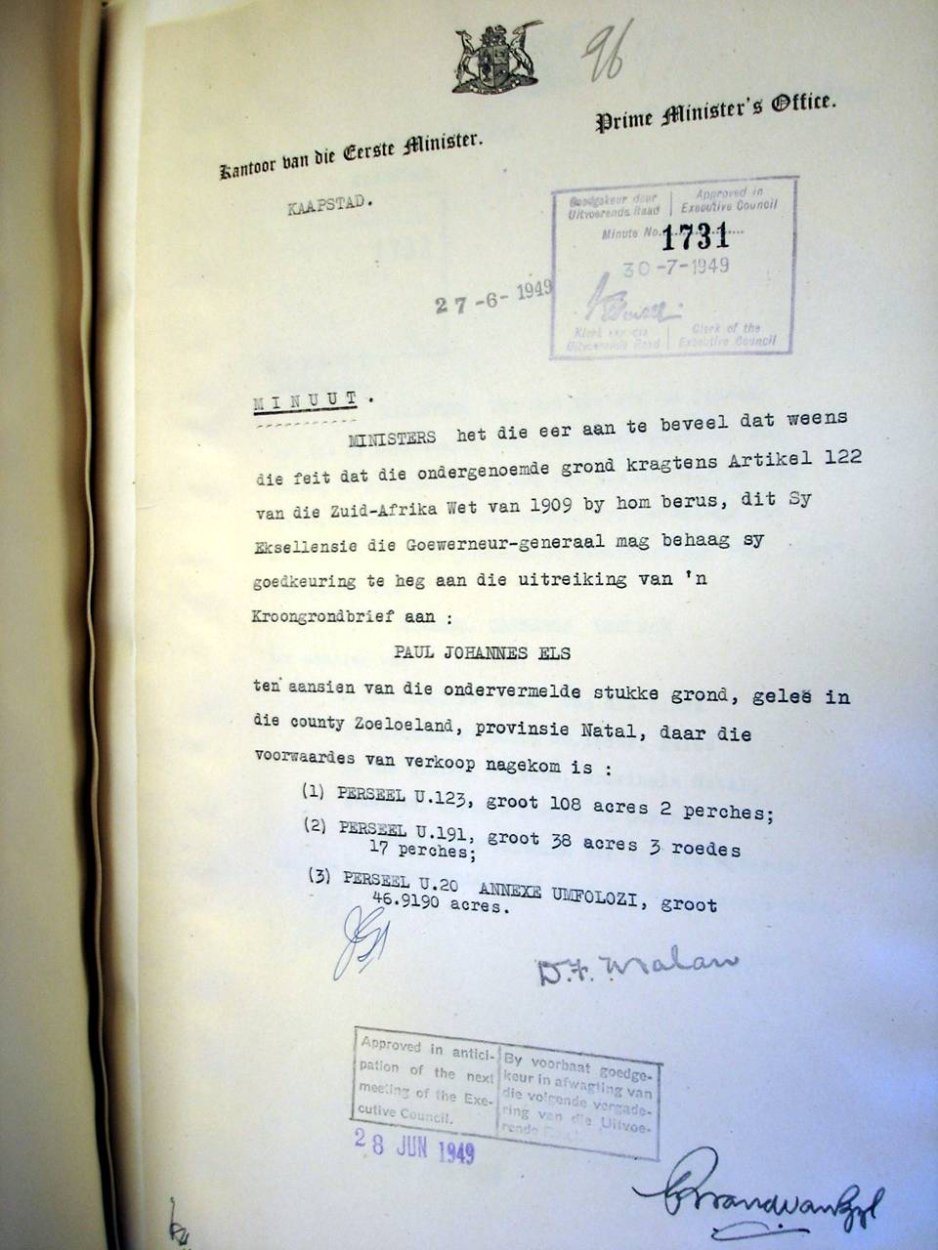 96
Kantoor van die Eerste Minister.
Prime Minister's Office.
KAAPSTAD.
Goedgekeur deur
Uitvoerende Raad
Approved in
Executive Council
Minute No. 1731
30-7-1949
Klerk van die
Uitvoerende Raad
Clerk of the
Executive Council
27-6-1949
MINUUT.
MINISTERS het die eer aan te beveel dat weens
die feit dat die ondergenoemde grond kragtens Artikel 122
van die Zuid-Afrika Wet van 1909 by hom berus, dit Sy
Eksellensie die Goewerneur-generaal mag behaag sy
goedkeuring te heg aan die uitreiking van 'n
Kroongrondbrief aan :
PAUL JOHANNES ELS
ten aansien van die ondervermelde stukke grond, geleë in
die county Zoeloeland, provinsie Natal, daar die
voorwaardes van verkoop nagekom is :
(1) PERSEEL U.123, groot 108 acres 2 perches;
(2) PERSEEL U.191, groot 38 acres 3 roedes
17 perches;
(3) PERSEEL U.20 ANNEXE UMFOLOZI, groot
46.9190 acres.
D.F. Malan
Approved in antici-
pation of the next
meeting of the Exe-
cutive Council.
By voorbaat goedge-
keur in afwagting van
die volgende vergade-
ring van die Uitvoe-
rende
28 JUN 1949
G Brand van Zyl